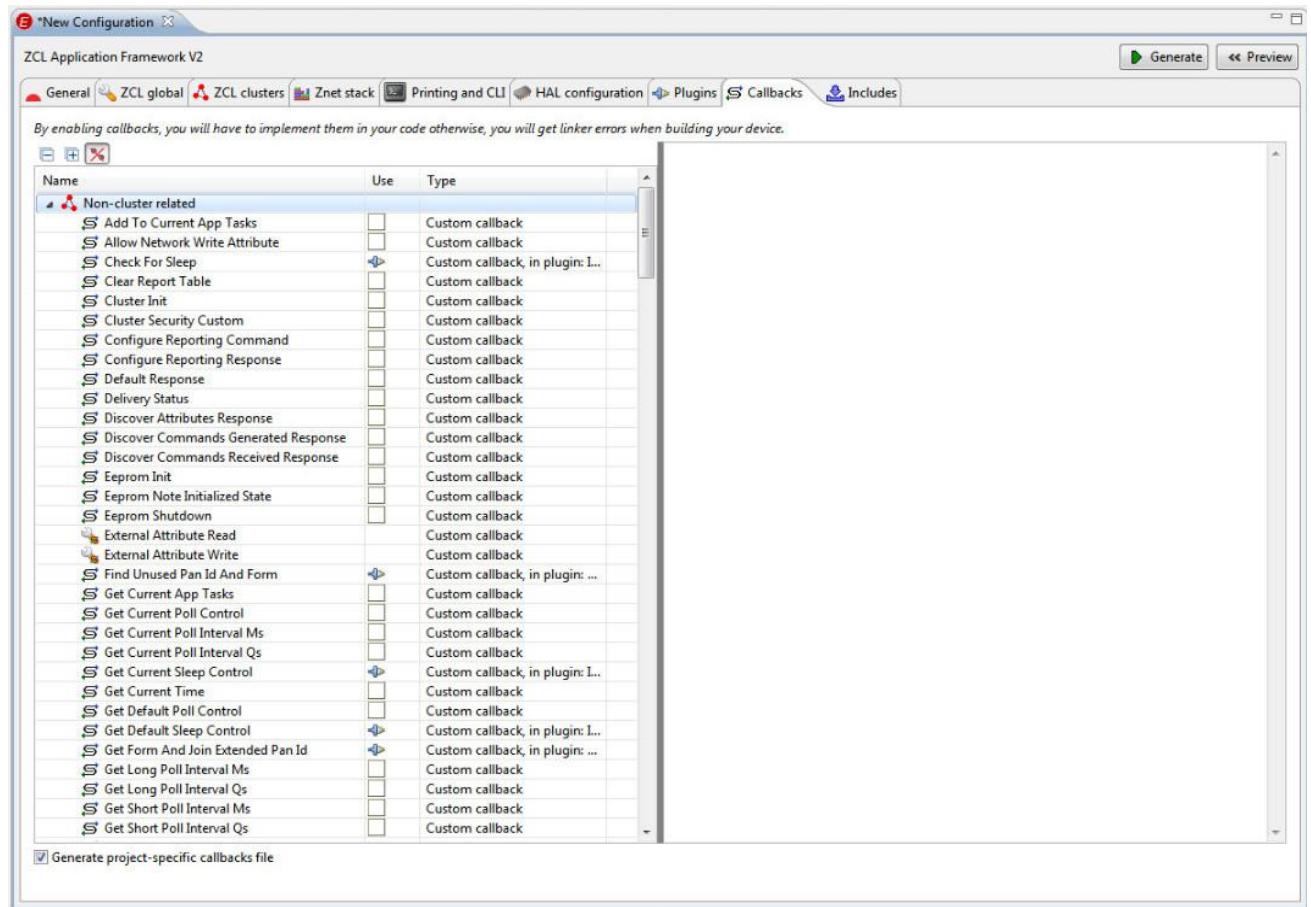 *New Configuration
ZCL Application Framework V2
Generate
Preview
General ZCL global ZCL clusters Znet stack Printing and CLI HAL configuration Plugins Callbacks Includes
By enabling callbacks, you will have to implement them in your code otherwise, you will get linker errors when building your device.
Name Use Type
Non-cluster related
Add To Current App Tasks Custom callback
Allow Network Write Attribute Custom callback
Check For Sleep Custom callback, in plugin: I...
Clear Report Table Custom callback
Cluster Init Custom callback
Cluster Security Custom Custom callback
Configure Reporting Command Custom callback
Configure Reporting Response Custom callback
Default Response Custom callback
Delivery Status Custom callback
Discover Attributes Response Custom callback
Discover Commands Generated Response Custom callback
Discover Commands Received Response Custom callback
Eeprom Init Custom callback
Eeprom Note Initialized State Custom callback
Eeprom Shutdown Custom callback
External Attribute Read Custom callback
External Attribute Write Custom callback
Find Unused Pan Id And Form Custom callback, in plugin: ...
Get Current App Tasks Custom callback
Get Current Poll Control Custom callback
Get Current Poll Interval Ms Custom callback
Get Current Poll Interval Qs Custom callback
Get Current Sleep Control Custom callback, in plugin: I...
Get Current Time Custom callback
Get Default Poll Control Custom callback
Get Default Sleep Control Custom callback, in plugin: I...
Get Form And Join Extended Pan Id Custom callback, in plugin: ...
Get Long Poll Interval Ms Custom callback
Get Long Poll Interval Qs Custom callback
Get Short Poll Interval Ms Custom callback
Get Short Poll Interval Qs Custom callback
Generate project-specific callbacks file